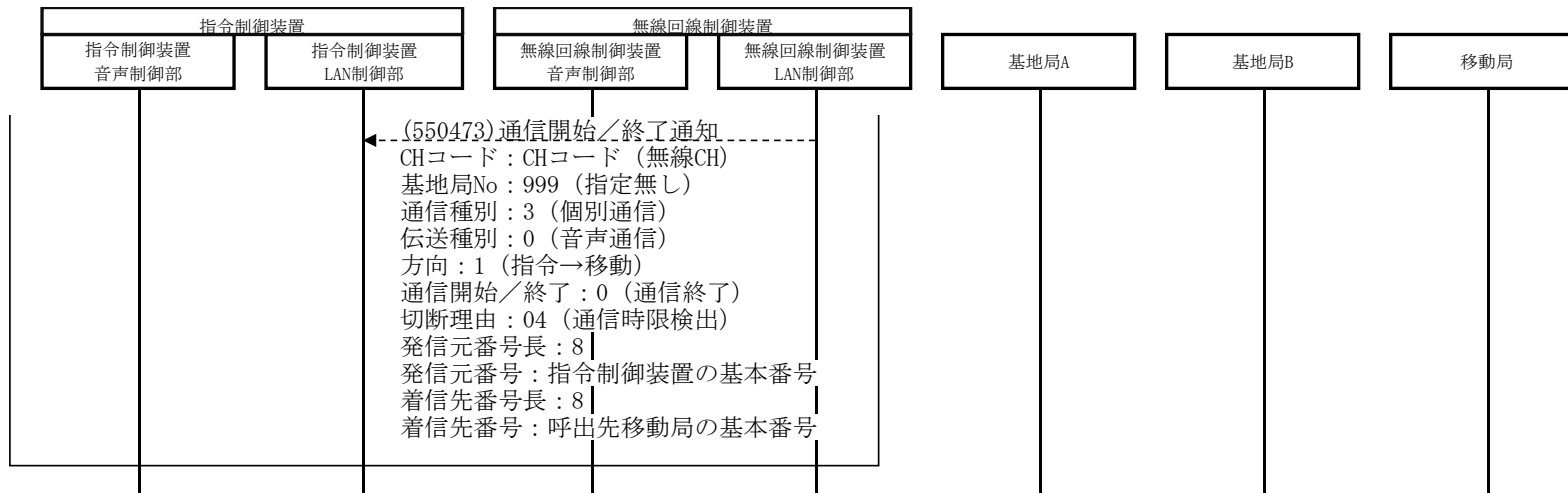 指令制御装置
無線回線制御装置
指令制御装置
音声制御部
指令制御装置
LAN制御部
無線回線制御装置
音声制御部
無線回線制御装置
LAN制御部
基地局A
基地局B
移動局
(550473)通信開始／終了通知
CHコード：CHコード（無線CH）
基地局No：999（指定無し）
通信種別：3（個別通信）
伝送種別：0（音声通信）
方向：1（指令→移動）
通信開始／終了：0（通信終了）
切断理由：04（通信時限検出）
発信元番号長：8
発信元番号：指令制御装置の基本番号
着信先番号長：8
着信先番号：呼出先移動局の基本番号